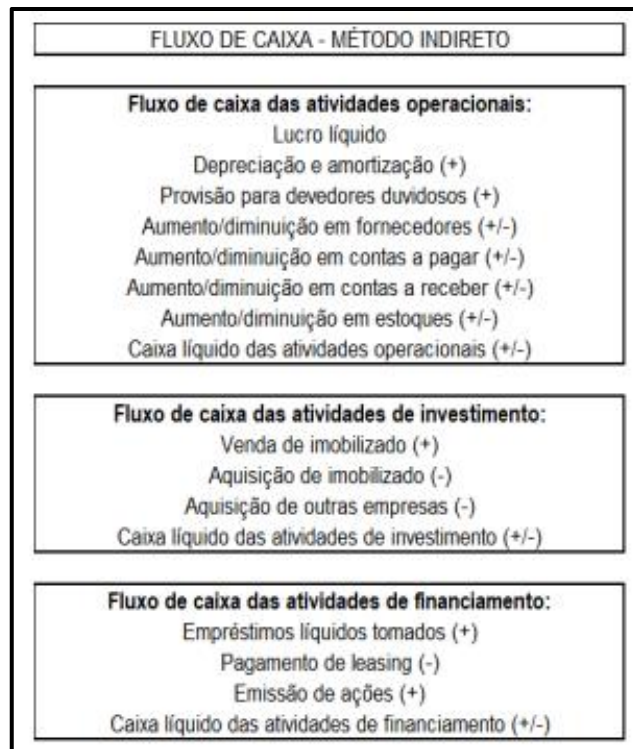 FLUXO DE CAIXA - MÉTODO INDIRETO
Fluxo de caixa das atividades operacionais:
Lucro líquido
Depreciação e amortização (+)
Provisão para devedores duvidosos (+)
Aumento/diminuição em fornecedores (+/-)
Aumento/diminuição em contas a pagar (+/-)
Aumento/diminuição em contas a receber (+/-)
Aumento/diminuição em estoques (+/-)
Caixa líquido das atividades operacionais (+/-)
Fluxo de caixa das atividades de investimento:
Venda de imobilizado (+)
Aquisição de imobilizado (-)
Aquisição de outras empresas (-)
Caixa líquido das atividades de investimento (+/-)
Fluxo de caixa das atividades de financiamento:
Empréstimos líquidos tomados (+)
Pagamento de leasing (-)
Emissão de ações (+)
Caixa líquido das atividades de financiamento (+/-)